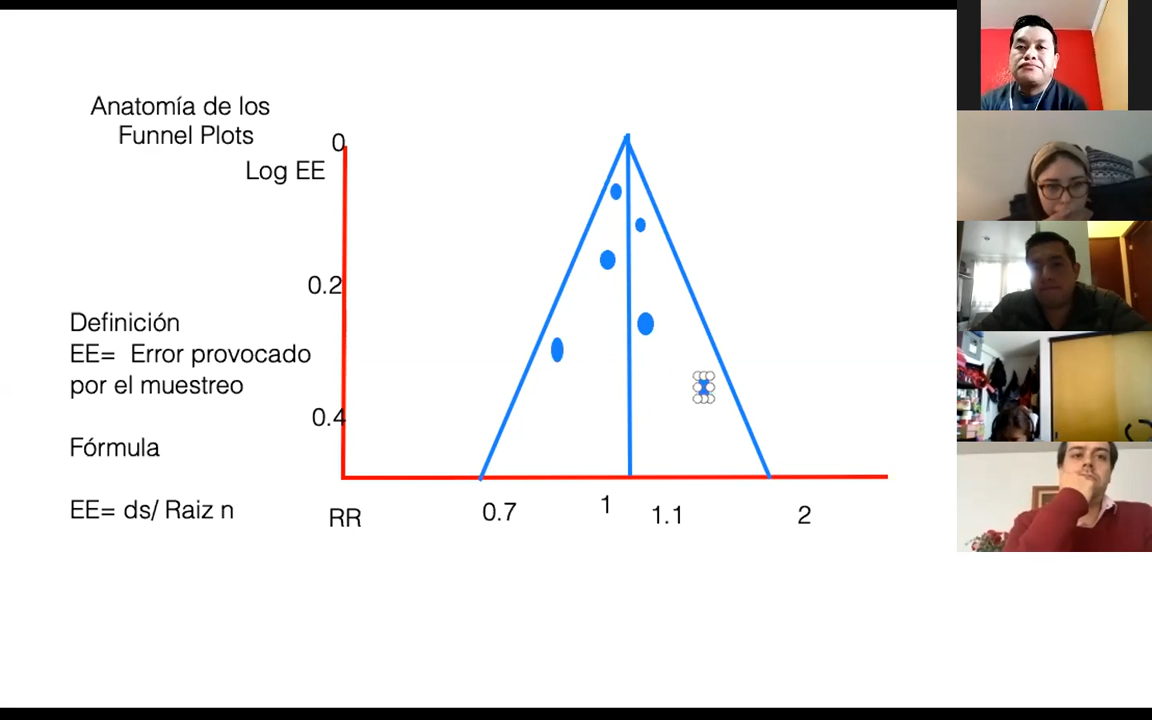 Anatomía de los
Funnel Plots
0
Log EE
0.2
Definición
EE= Error provocado
por el muestreo
0.4
Fórmula
EE= ds/ Raiz n
RR
0.7
1
1.1
2